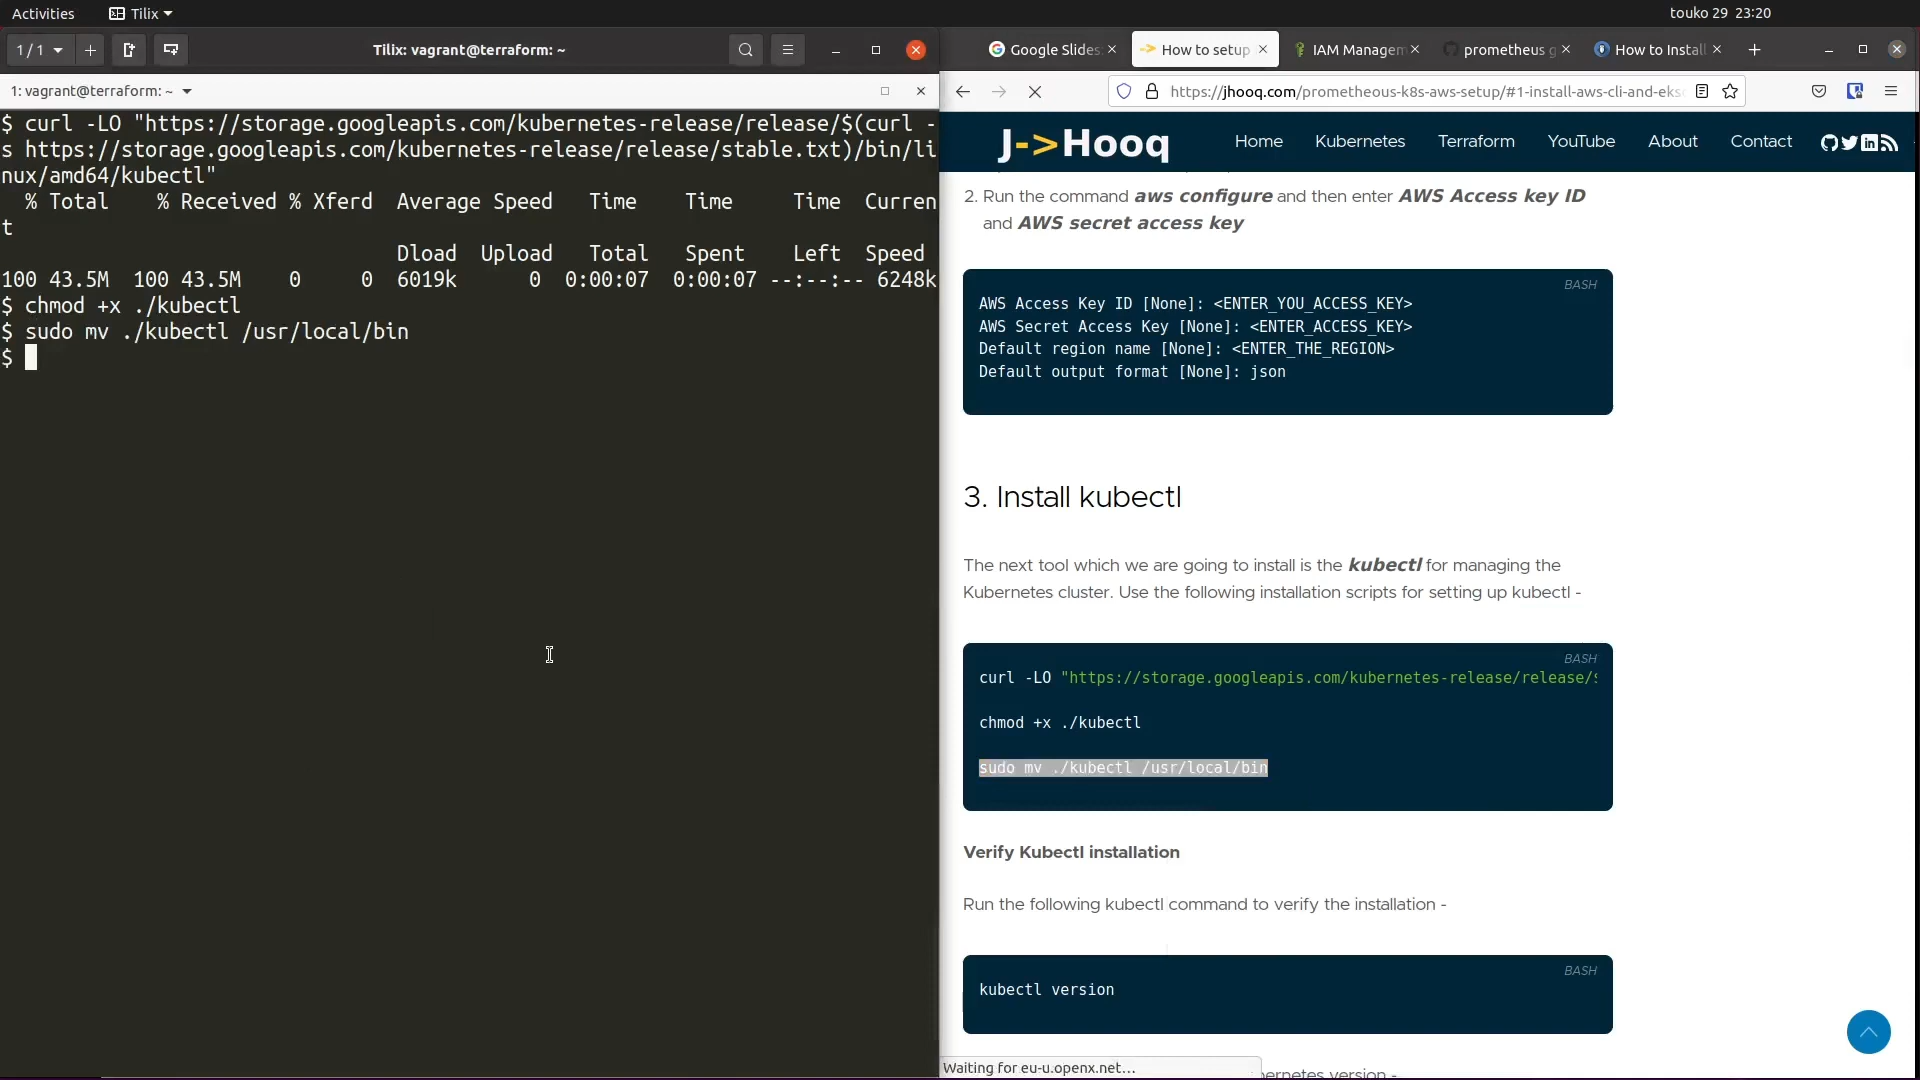 Activities
Tilix
touko 29 23:20
1 / 1
Tilix: vagrant@terraform: ~
1: vagrant@terraform: ~
$ curl -LO "https://storage.googleapis.com/kubernetes-release/release/$(curl -
s https://storage.googleapis.com/kubernetes-release/release/stable.txt)/bin/li
nux/amd64/kubectl"
% Total % Received % Xferd Average Speed Time Time Time Curren
t
Dload Upload Total Spent Left Speed
100 43.5M 100 43.5M 0 0 6019k 0 0:00:07 0:00:07 --:--:-- 6248k
$ chmod +x ./kubectl
$ sudo mv ./kubectl /usr/local/bin
$
Google Slides:
How to setup
IAM Managem
prometheus g
How to Install
https://jhooq.com/prometheous-k8s-aws-setup/#1-install-aws-cli-and-eksc
J->Hooq
Home
Kubernetes
Terraform
YouTube
About
Contact
2. Run the command aws configure and then enter AWS Access key ID
and AWS secret access key
BASH
AWS Access Key ID [None]: <ENTER_YOU_ACCESS_KEY>
AWS Secret Access Key [None]: <ENTER_ACCESS_KEY>
Default region name [None]: <ENTER_THE_REGION>
Default output format [None]: json
3. Install kubectl
The next tool which we are going to install is the kubectl for managing the
Kubernetes cluster. Use the following installation scripts for setting up kubectl -
BASH
curl -LO "https://storage.googleapis.com/kubernetes-release/release/$
chmod +x ./kubectl
sudo mv ./kubectl /usr/local/bin
Verify Kubectl installation
Run the following kubectl command to verify the installation -
BASH
kubectl version
Waiting for eu-u.openx.net...
ernetes version -